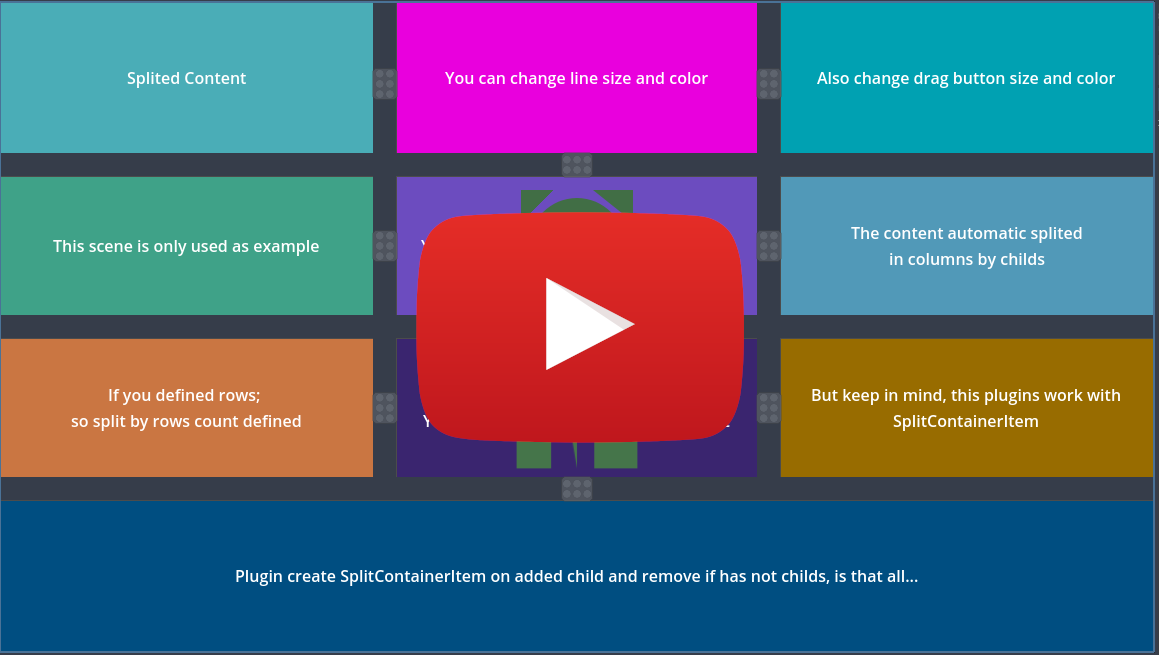 Splited Content
You can change line size and color
Also change drag button size and color
This scene is only used as example
The content automatic splited
in columns by childs
If you defined rows;
so split by rows count defined
But keep in mind, this plugins work with
SplitContainerItem
Plugin create SplitContainerItem on added child and remove if has not childs, is that all...